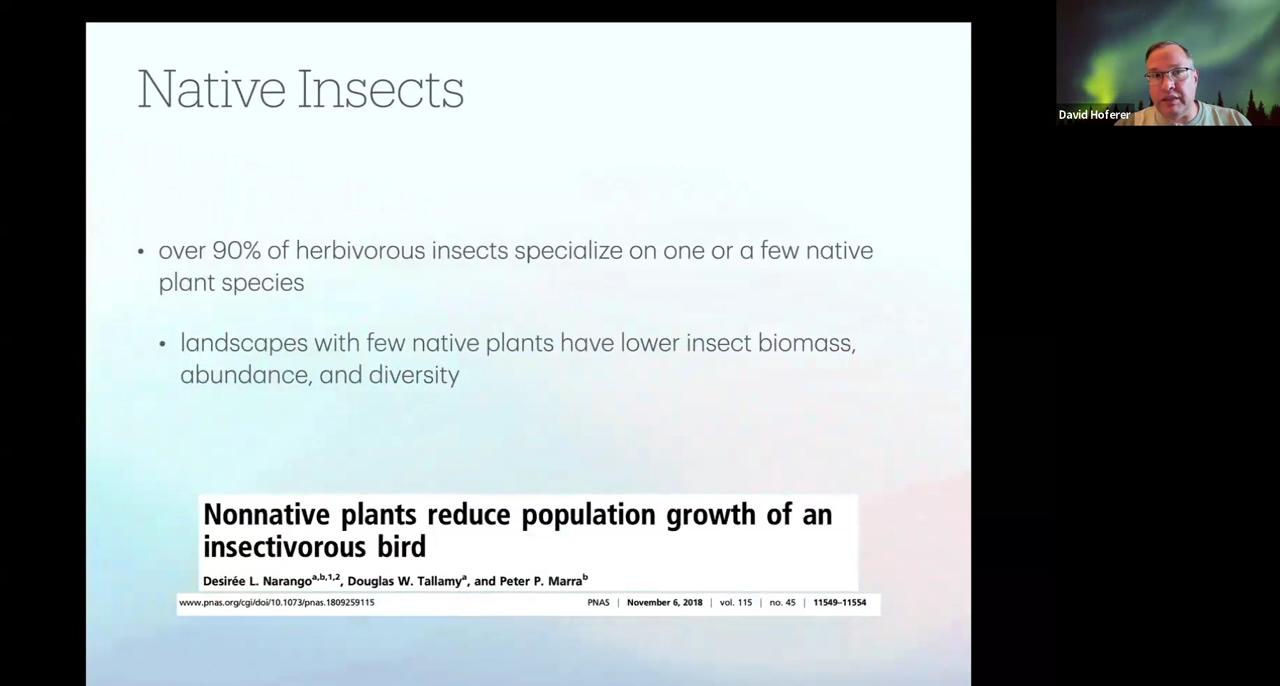 Native Insects
• over 90% of herbivorous insects specialize on one or a few native
plant species
• landscapes with few native plants have lower insect biomass,
abundance, and diversity
Nonnative plants reduce population growth of an
insectivorous bird
Desirée L. Narangoa,b,1,2, Douglas W. Tallamya, and Peter P. Marrab
www.pnas.org/cgi/doi/10.1073/pnas.1809259115 PNAS | November 6, 2018 | vol. 115 | no. 45 | 11549–11554
David Hoferer